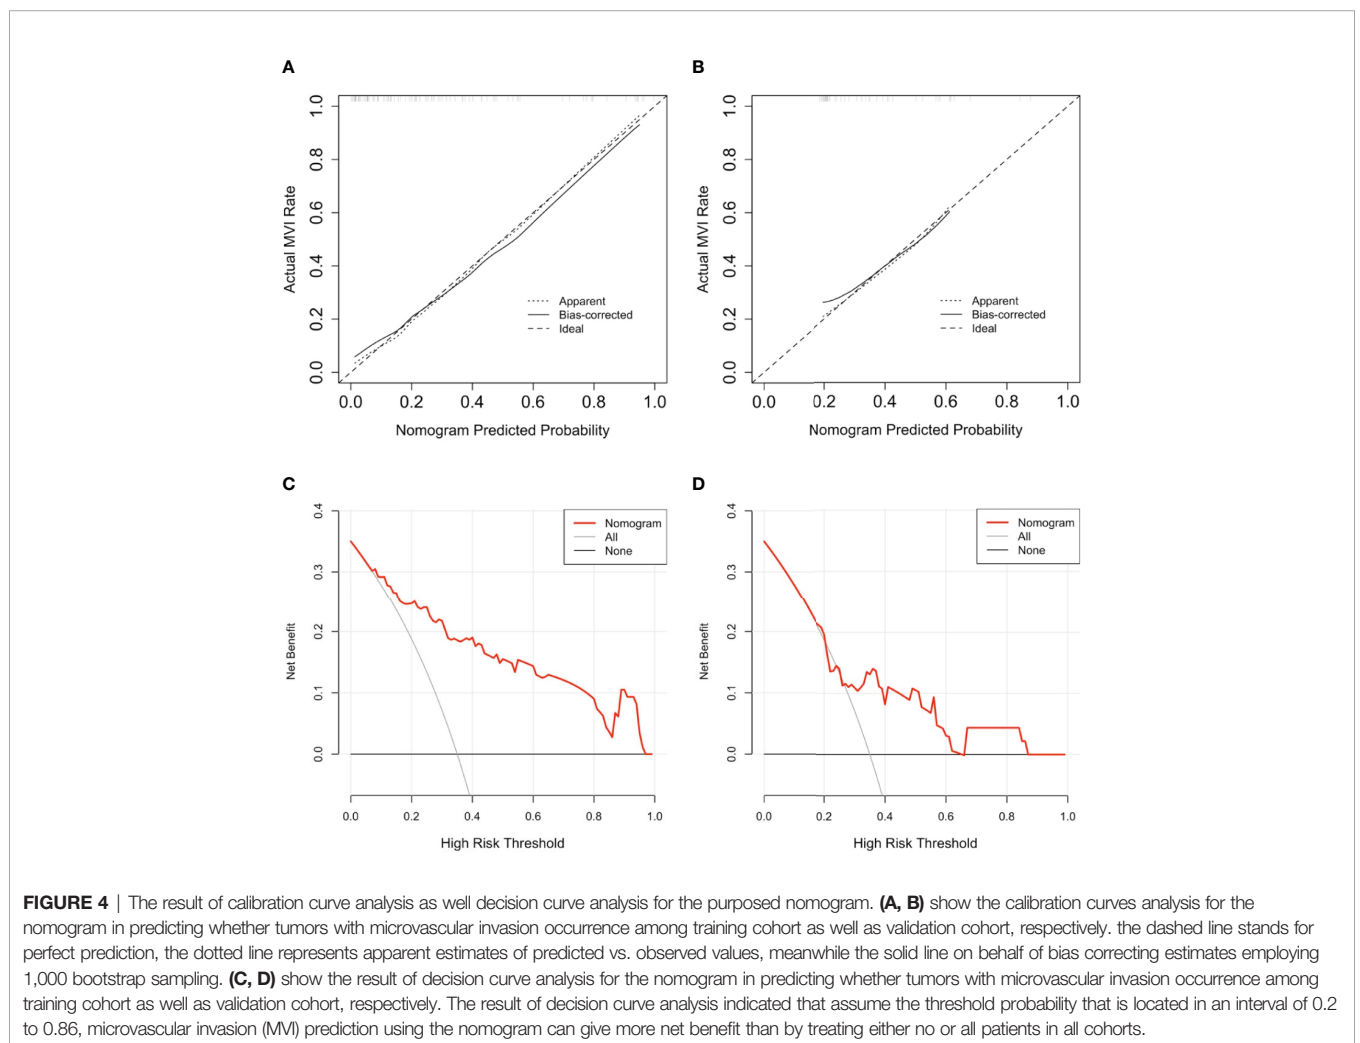 A
B
1.0
0.8
0.6
0.4
0.2
0.0
Actual MVI Rate
Apparent
Bias-corrected
Ideal
0.0 0.2 0.4 0.6 0.8 1.0
Nomogram Predicted Probability
1.0
0.8
0.6
0.4
0.2
0.0
Actual MVI Rate
Apparent
Bias-corrected
Ideal
0.0 0.2 0.4 0.6 0.8 1.0
Nomogram Predicted Probability
C
D
0.4
0.3
0.2
0.1
0.0
Net Benefit
Nomogram
All
None
0.0 0.2 0.4 0.6 0.8 1.0
High Risk Threshold
0.4
0.3
0.2
0.1
0.0
Net Benefit
Nomogram
All
None
0.0 0.2 0.4 0.6 0.8 1.0
High Risk Threshold
FIGURE 4 | The result of calibration curve analysis as well decision curve analysis for the purposed nomogram. (A, B) show the calibration curves analysis for the
nomogram in predicting whether tumors with microvascular invasion occurrence among training cohort as well as validation cohort, respectively. the dashed line stands for
perfect prediction, the dotted line represents apparent estimates of predicted vs. observed values, meanwhile the solid line on behalf of bias correcting estimates employing
1,000 bootstrap sampling. (C, D) show the result of decision curve analysis for the nomogram in predicting whether tumors with microvascular invasion occurrence among
training cohort as well as validation cohort, respectively. The result of decision curve analysis indicated that assume the threshold probability that is located in an interval of 0.2
to 0.86, microvascular invasion (MVI) prediction using the nomogram can give more net benefit than by treating either no or all patients in all cohorts.